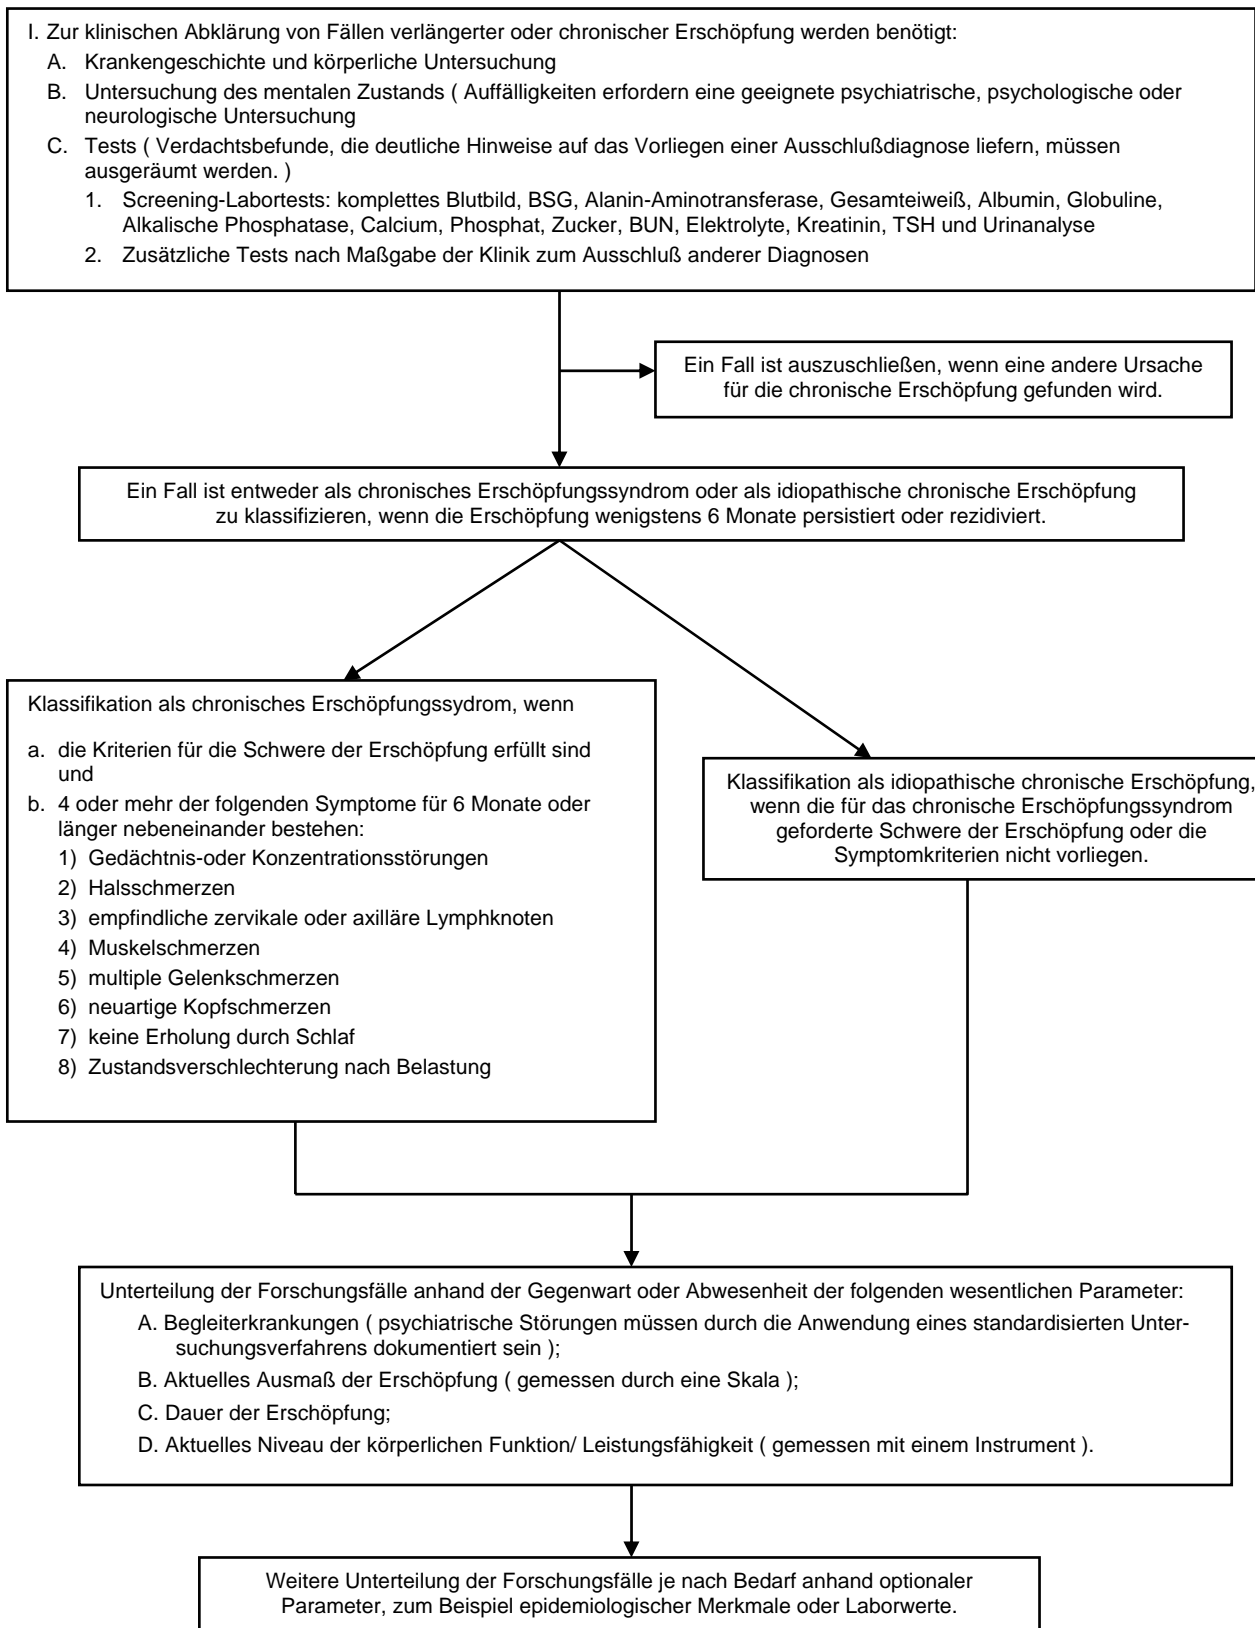 I. Zur klinischen Abklärung von Fällen verlängerter oder chronischer Erschöpfung werden benötigt:
A. Krankengeschichte und körperliche Untersuchung
B. Untersuchung des mentalen Zustands ( Auffälligkeiten erfordern eine geeignete psychiatrische, psychologische oder
neurologische Untersuchung
C. Tests ( Verdachtsbefunde, die deutliche Hinweise auf das Vorliegen einer Ausschlußdiagnose liefern, müssen
ausgeräumt werden. )
1. Screening-Labortests: komplettes Blutbild, BSG, Alanin-Aminotransferase, Gesamteiweiß, Albumin, Globuline,
Alkalische Phosphatase, Calcium, Phosphat, Zucker, BUN, Elektrolyte, Kreatinin, TSH und Urinanalyse
2. Zusätzliche Tests nach Maßgabe der Klinik zum Ausschluß anderer Diagnosen
Ein Fall ist auszuschließen, wenn eine andere Ursache
für die chronische Erschöpfung gefunden wird.
Ein Fall ist entweder als chronisches Erschöpfungssyndrom oder als idiopathische chronische Erschöpfung
zu klassifizieren, wenn die Erschöpfung wenigstens 6 Monate persistiert oder rezidiviert.
Klassifikation als chronisches Erschöpfungssydrom, wenn
a. die Kriterien für die Schwere der Erschöpfung erfüllt sind
und
b. 4 oder mehr der folgenden Symptome für 6 Monate oder
länger nebeneinander bestehen:
1) Gedächtnis-oder Konzentrationsstörungen
2) Halsschmerzen
3) empfindliche zervikale oder axilläre Lymphknoten
4) Muskelschmerzen
5) multiple Gelenkschmerzen
6) neuartige Kopfschmerzen
7) keine Erholung durch Schlaf
8) Zustandsverschlechterung nach Belastung
Klassifikation als idiopathische chronische Erschöpfung,
wenn die für das chronische Erschöpfungssyndrom
geforderte Schwere der Erschöpfung oder die
Symptomkriterien nicht vorliegen.
Unterteilung der Forschungsfälle anhand der Gegenwart oder Abwesenheit der folgenden wesentlichen Parameter:
A. Begleiterkrankungen ( psychiatrische Störungen müssen durch die Anwendung eines standardisierten Unter-
suchungsverfahrens dokumentiert sein );
B. Aktuelles Ausmaß der Erschöpfung ( gemessen durch eine Skala );
C. Dauer der Erschöpfung;
D. Aktuelles Niveau der körperlichen Funktion/ Leistungsfähigkeit ( gemessen mit einem Instrument ).
Weitere Unterteilung der Forschungsfälle je nach Bedarf anhand optionaler
Parameter, zum Beispiel epidemiologischer Merkmale oder Laborwerte.